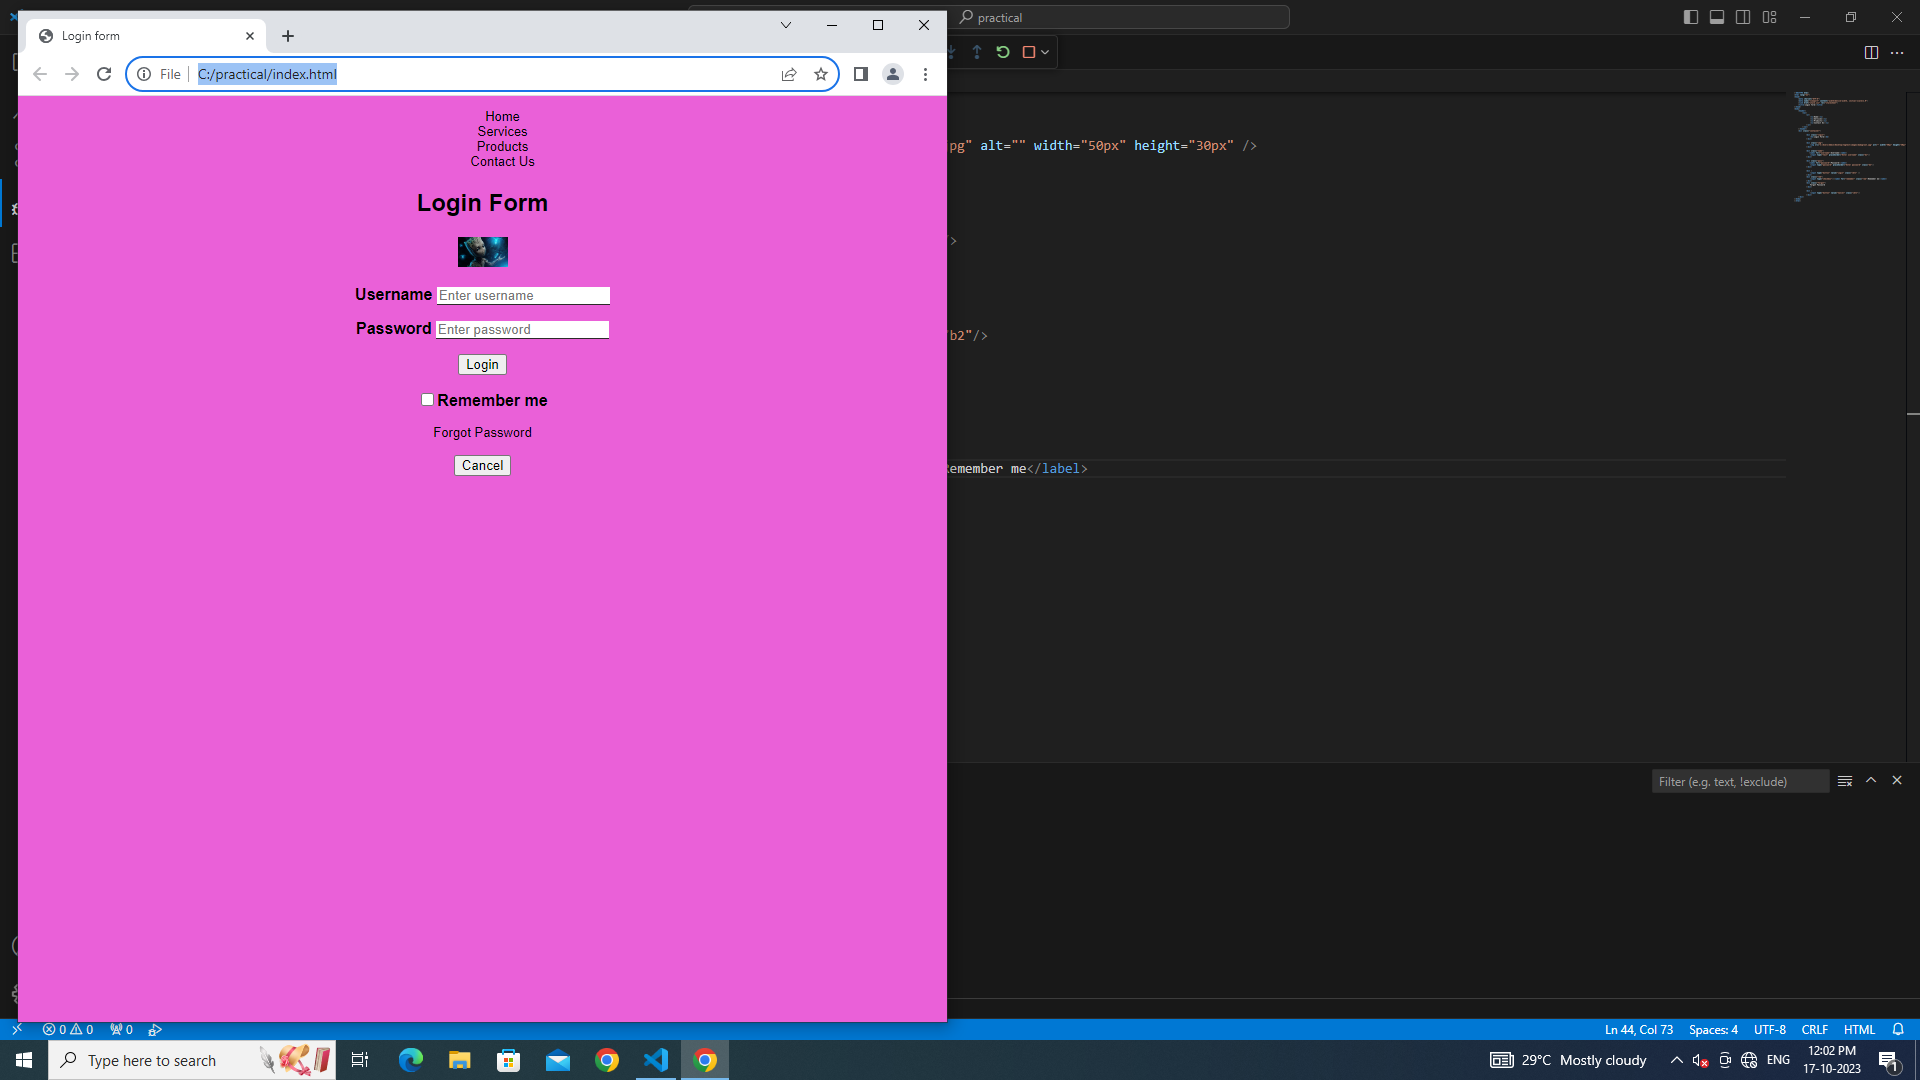 Login form
practical
File
C:/practical/index.html
Home
Services
Products
Contact Us
Login Form
Username Enter username
Password Enter password
Login
Remember me
Forgot Password
Cancel
pg" alt="" width="50px" height="30px" />
/>
b2"/>
Remember me</label>
Filter (e.g. text, !exclude)
0 0 0
Ln 44, Col 73 Spaces: 4 UTF-8 CRLF HTML
Type here to search
29°C Mostly cloudy
ENG
12:02 PM
17-10-2023
1